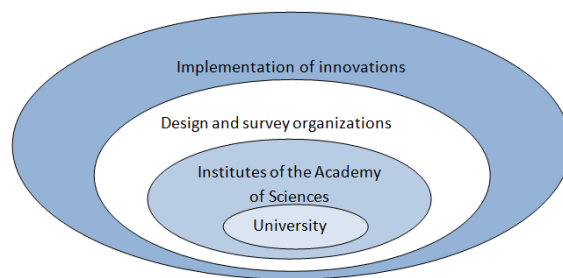 Implementation of innovations
Design and survey organizations
Institutes of the Academy
of Sciences
University